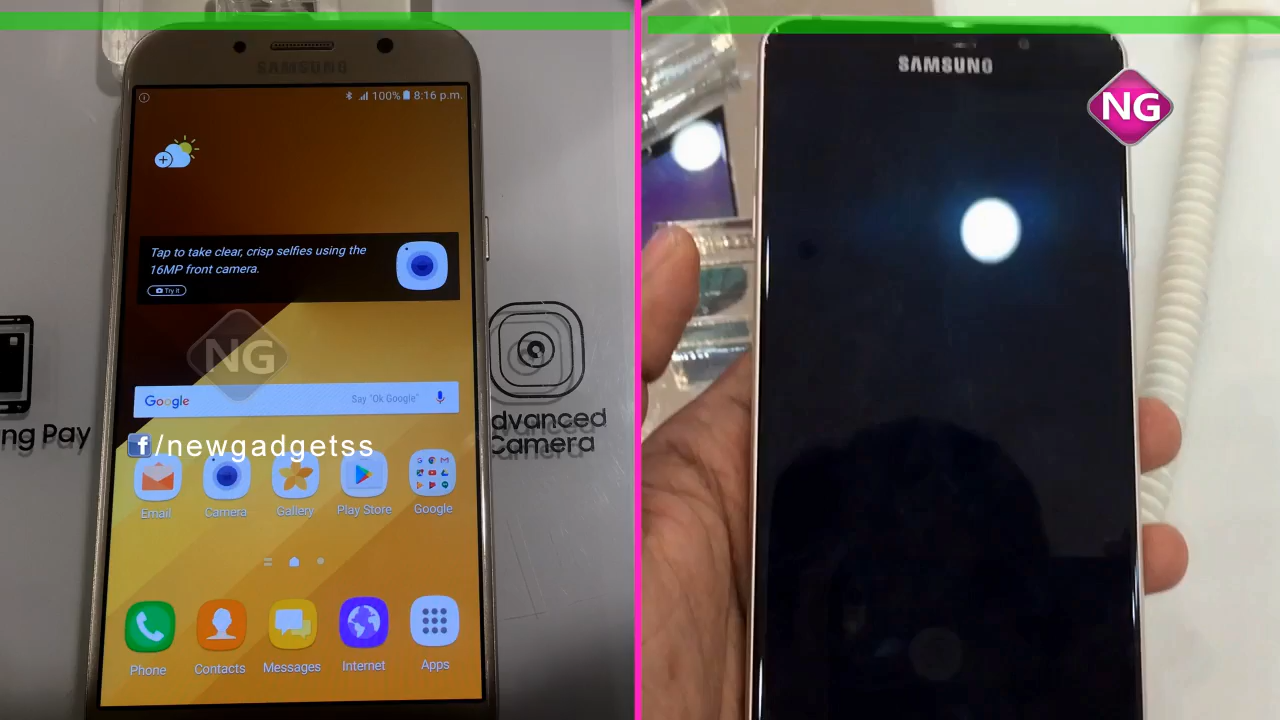 SAMSUNG
100% 8:16 p.m.
Tap to take clear, crisp selfies using the
16MP front camera.
Try it
NG
Google Say "Ok Google"
f/newgadgetss
Email Camera Gallery Play Store Google
Phone Contacts Messages Internet Apps
ng Pay
dvanced
Camera
SAMSUNG
NG